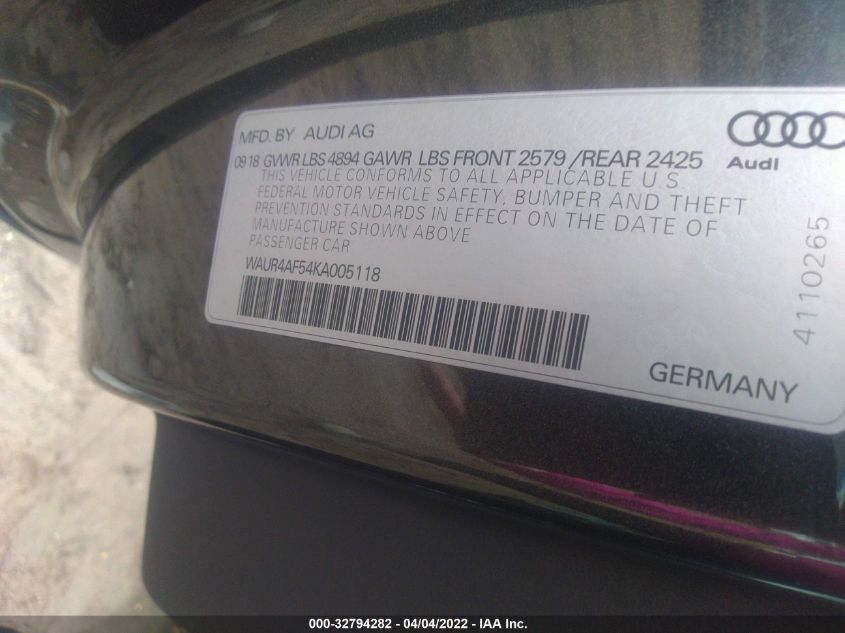 MFD. BY AUDI AG
0918 GVWR LBS 4894 GAWR LBS FRONT 2579 /REAR 2425
THIS VEHICLE CONFORMS TO ALL APPLICABLE U.S.
FEDERAL MOTOR VEHICLE SAFETY, BUMPER AND THEFT
PREVENTION STANDARDS IN EFFECT ON THE DATE OF
MANUFACTURE SHOWN ABOVE
PASSENGER CAR
WAUR4AF54KA005118
Audi
4110265
GERMANY
000-32794282 - 04/04/2022 - IAA Inc.